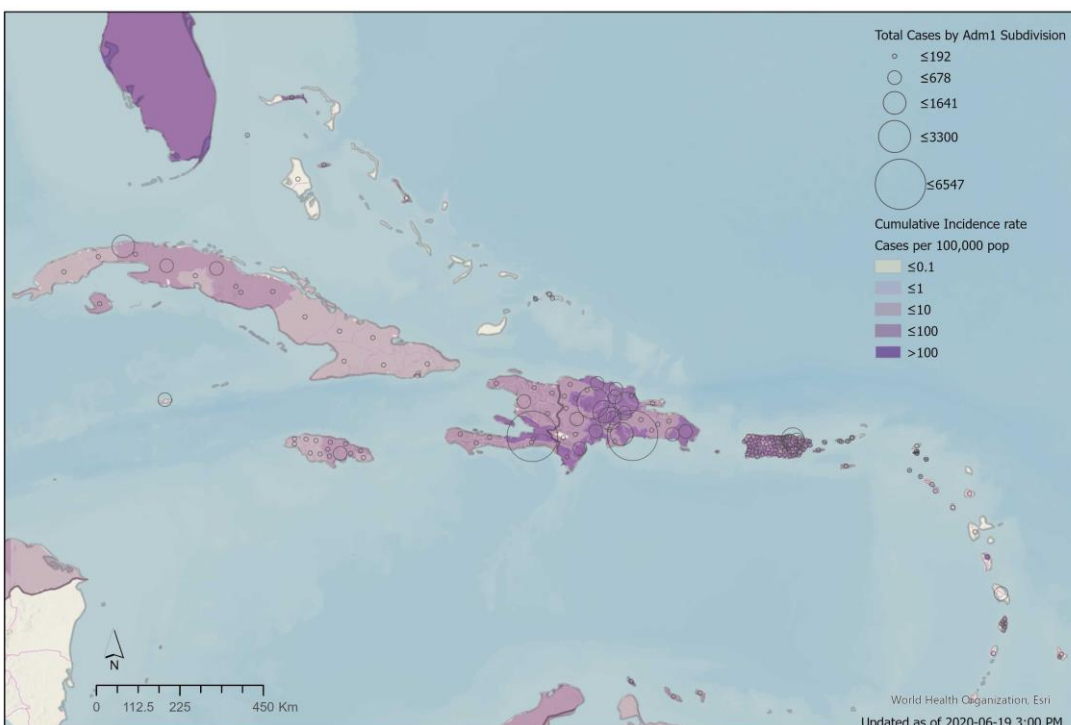 Total Cases by Adm1 Subdivision
≤192
≤678
≤1641
≤3300
≤6547
Cumulative Incidence rate
Cases per 100,000 pop
≤0.1
≤1
≤10
≤100
>100
N
0 112.5 225 450 Km
World Health Organization, Esri
Updated as of 2020-06-19 3:00 PM